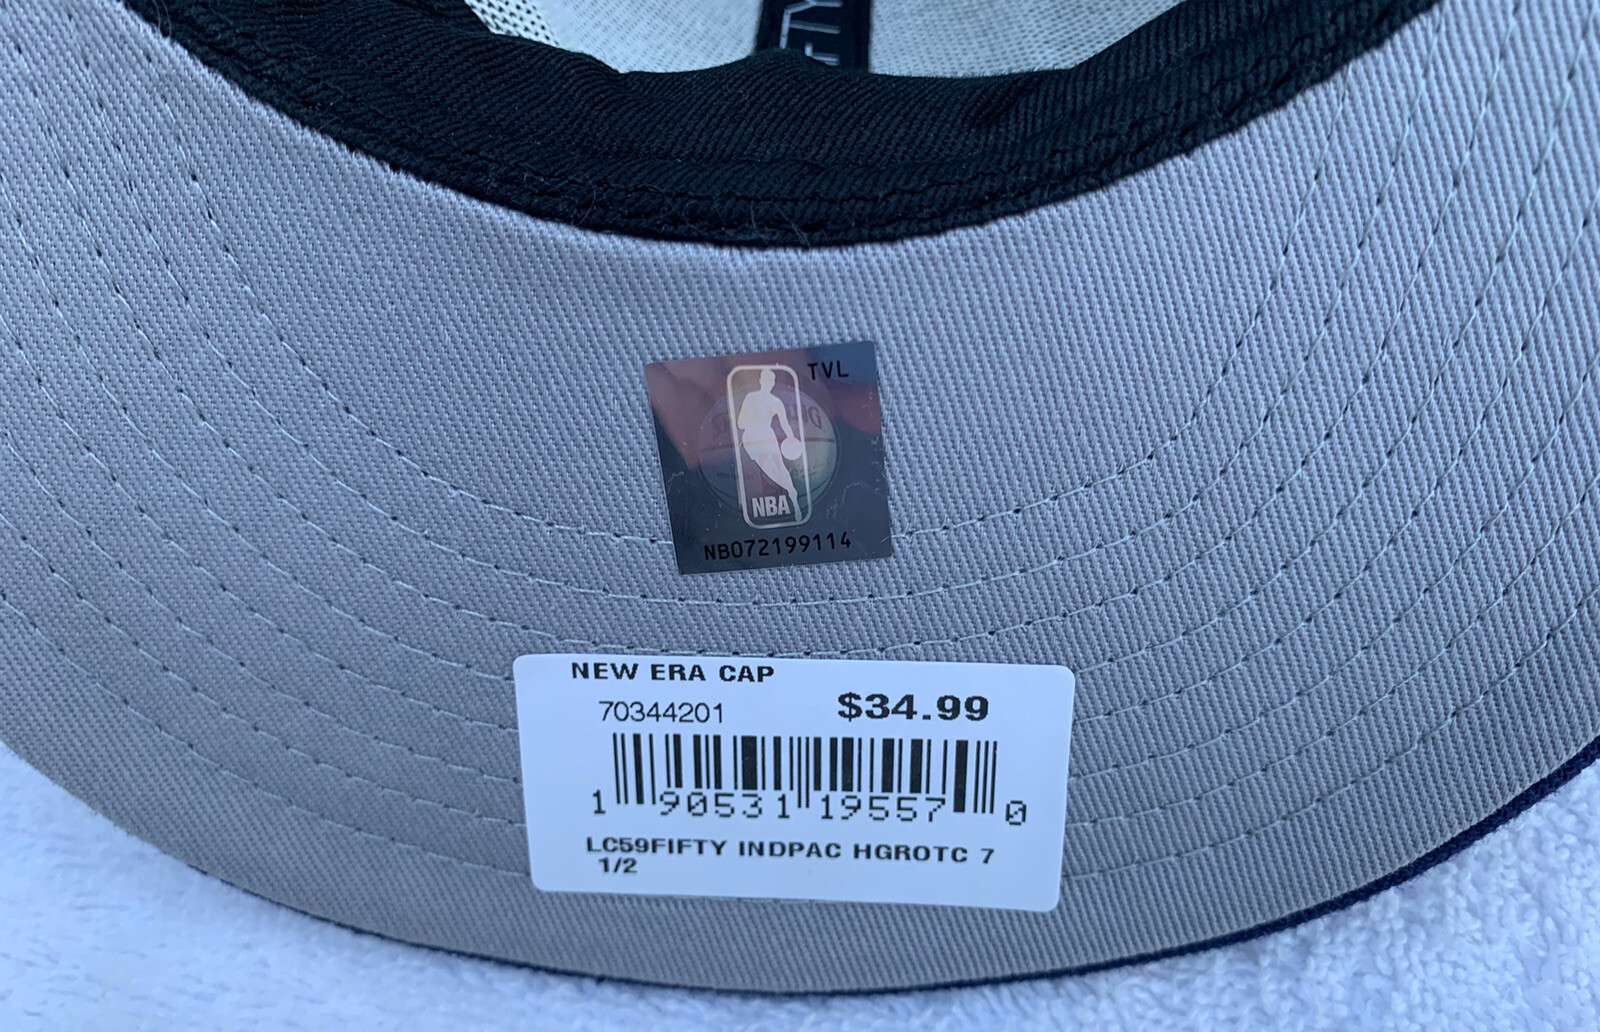 FTY
TVL
NBA
NB072199114
NEW ERA CAP
70344201
$34.99
1 90531 19557 0
LC59FIFTY INDPAC HGROTC 7
1/2